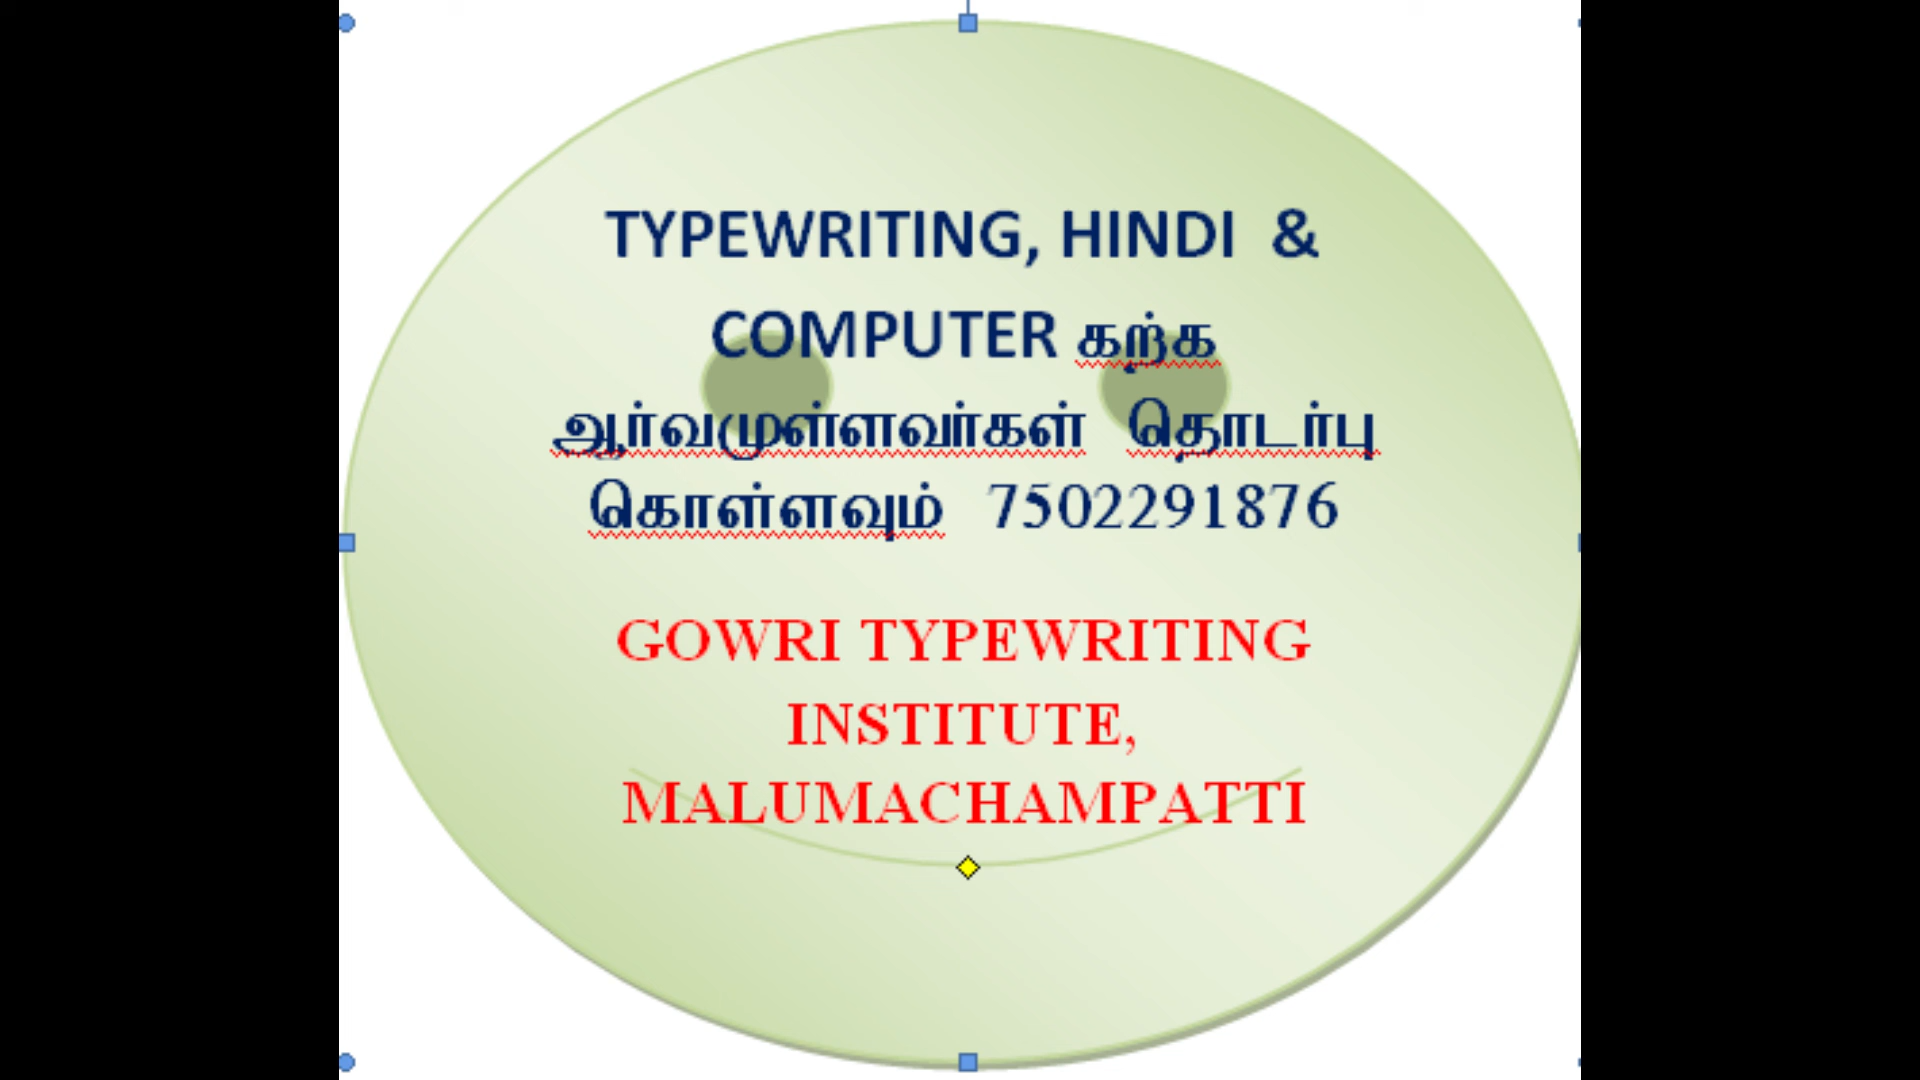 TYPEWRITING, HINDI &
COMPUTER கற்க
ஆர்வமுள்ளவர்கள் தொடர்பு
கொள்ளவும் 7502291876
GOWRI TYPEWRITING
INSTITUTE,
MALUMACHAMPATTI